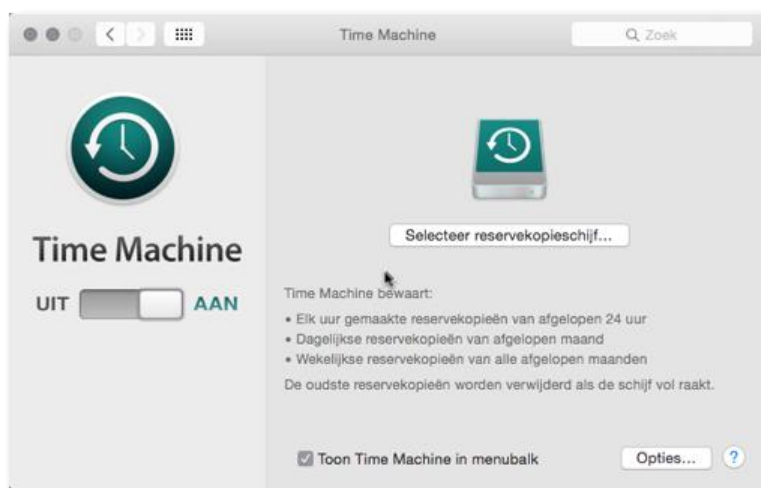 Time Machine
Zoek
Time Machine
UIT AAN
Selecteer reservekopieschijf...
Time Machine bewaart:
• Elk uur gemaakte reservekopieën van afgelopen 24 uur
• Dagelijkse reservekopieën van afgelopen maand
• Wekelijkse reservekopieën van alle afgelopen maanden
De oudste reservekopieën worden verwijderd als de schijf vol raakt.
Toon Time Machine in menubalk
Opties... ?